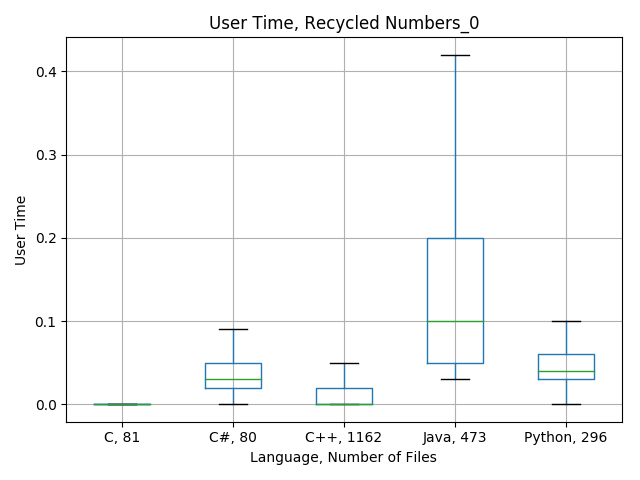 User Time, Recycled Numbers_0
0.4
0.3
0.2
0.1
0.0
User Time
C, 81
C#, 80
C++, 1162
Java, 473
Python, 296
Language, Number of Files